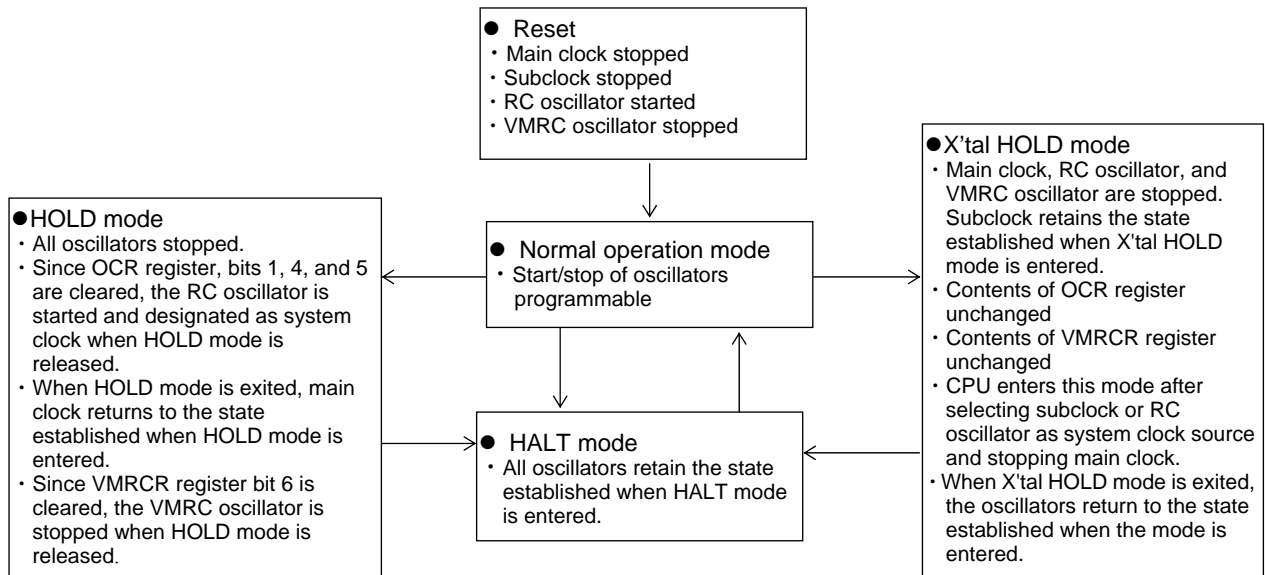 ● Reset
・ Main clock stopped
・ Subclock stopped
・ RC oscillator started
・ VMRC oscillator stopped
● HOLD mode
・ All oscillators stopped.
・ Since OCR register, bits 1, 4, and 5
are cleared, the RC oscillator is
started and designated as system
clock when HOLD mode is
released.
・ When HOLD mode is exited, main
clock returns to the state
established when HOLD mode is
entered.
・ Since VMRCR register bit 6 is
cleared, the VMRC oscillator is
stopped when HOLD mode is
released.
● Normal operation mode
・ Start/stop of oscillators
programmable
● HALT mode
・ All oscillators retain the state
established when HALT mode
is entered.
● X'tal HOLD mode
・ Main clock, RC oscillator, and
VMRC oscillator are stopped.
Subclock retains the state
established when X'tal HOLD
mode is entered.
・ Contents of OCR register
unchanged
・ Contents of VMRCR register
unchanged
・ CPU enters this mode after
selecting subclock or RC
oscillator as system clock source
and stopping main clock.
・ When X'tal HOLD mode is exited,
the oscillators return to the state
established when the mode is
entered.